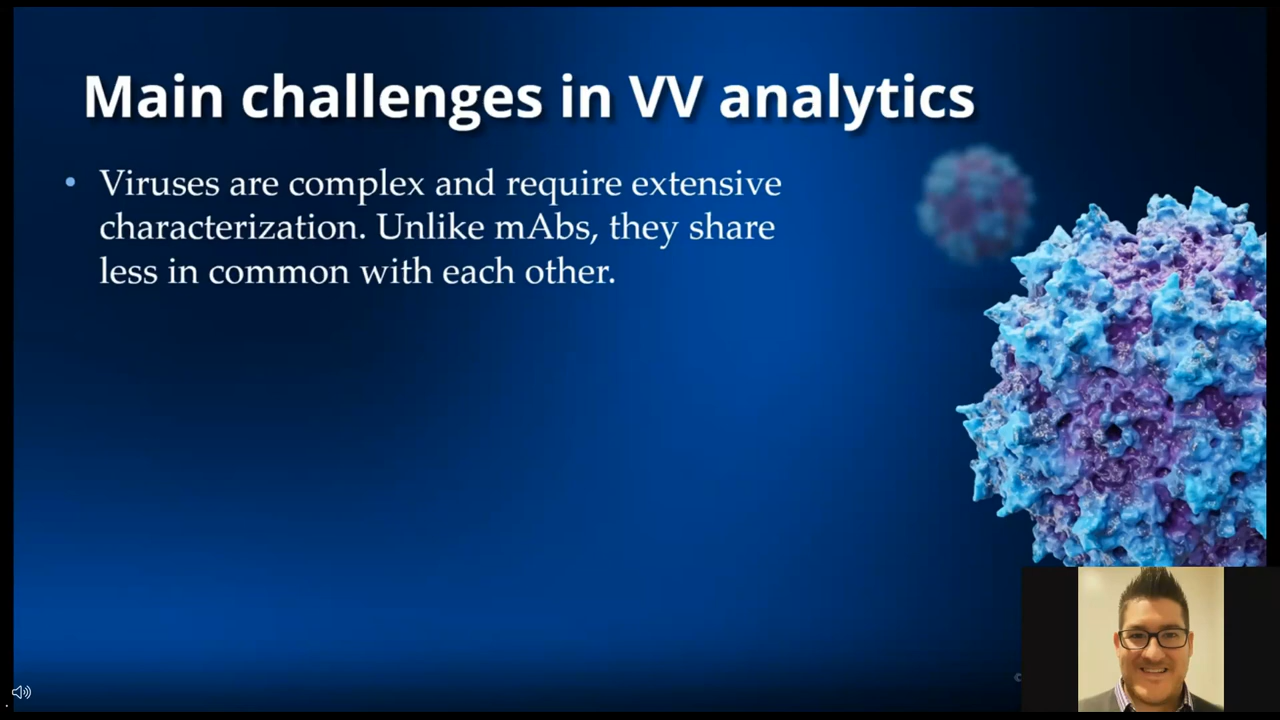 Main challenges in VV analytics
• Viruses are complex and require extensive
characterization. Unlike mAbs, they share
less in common with each other.